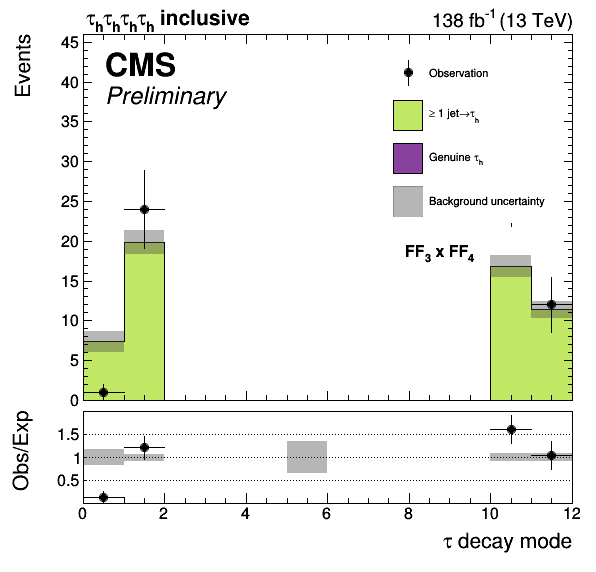 τhτhτhτh inclusive
138 fb-1 (13 TeV)
Events
CMS
Preliminary
Observation
≥ 1 jet→τh
Genuine τh
Background uncertainty
FF3 x FF4
45
40
35
30
25
20
15
10
5
0
Obs/Exp
1.5
1
0.5
0 2 4 6 8 10 12
τ decay mode